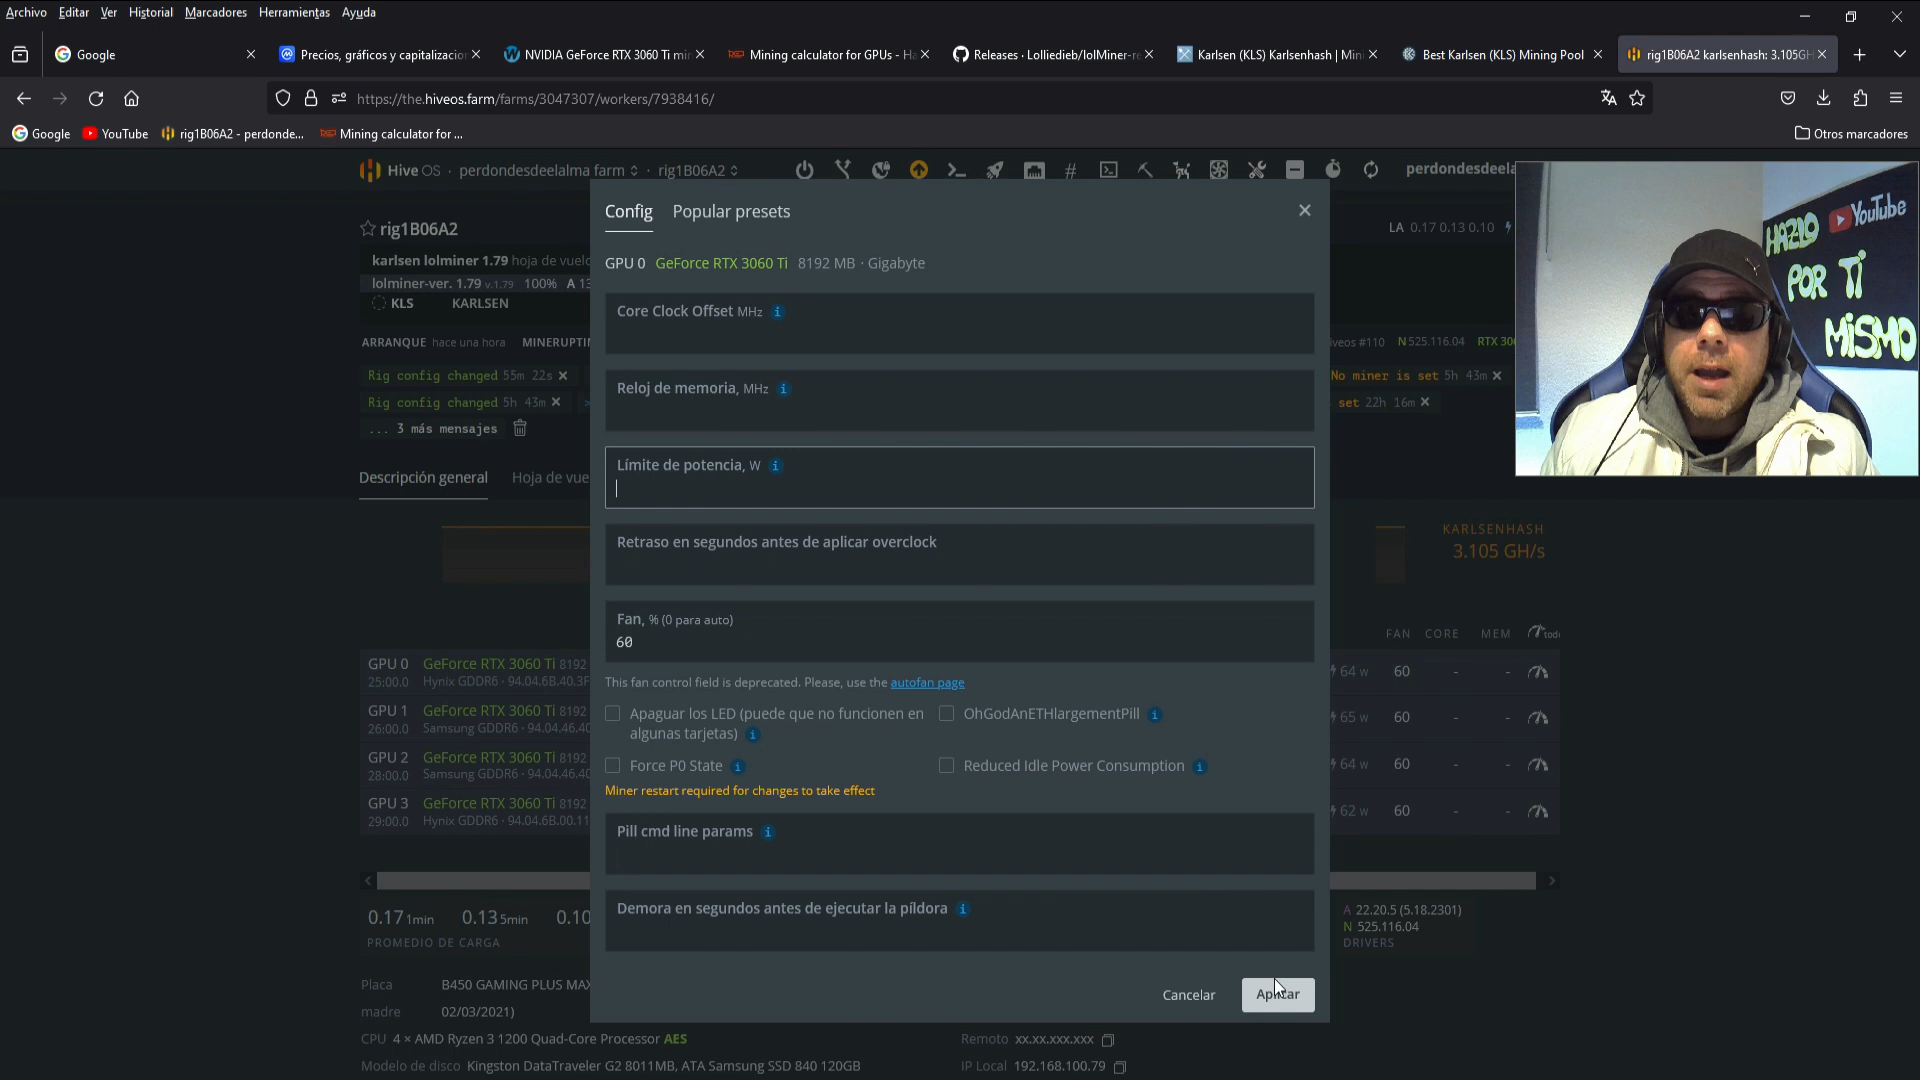 Archivo Editar Ver Historial Marcadores Herramientas Ayuda
Google
Precios, gráficos y capitalizacion
NVIDIA GeForce RTX 3060 Ti min
Mining calculator for GPUs - Ha
Releases · Lolliedieb/lolMiner-re
Karlsen (KLS) Karlsenhash | Mini
Best Karlsen (KLS) Mining Pool
rig1B06A2 karlsenhash: 3.105GH
https://the.hiveos.farm/farms/3047307/workers/7938416/
Google YouTube rig1B06A2 - perdonde... Mining calculator for ... Otros marcadores
Hive OS · perdondesdeelalma farm · rig1B06A2
perdondesdeela
rig1B06A2
LA 0.17 0.13 0.10
karlsen lolminer 1.79 hoja de vuelo
lolminer-ver. 1.79 v.1.79 100% A 13
KLS KARLSEN
ARRANQUE hace una hora MINERUPTI
hiveos #110 N 525.116.04 RTX 30
Rig config changed 55m 22s
No miner is set 5h 43m
Rig config changed 5h 43m
set 22h 16m
... 3 más mensajes
Descripción general Hoja de vue
Config Popular presets
GPU 0 GeForce RTX 3060 Ti 8192 MB · Gigabyte
Core Clock Offset MHz
Reloj de memoria, MHz
Límite de potencia, W
Retraso en segundos antes de aplicar overclock
Fan, % (0 para auto)
60
This fan control field is deprecated. Please, use the autofan page
Apaguar los LED (puede que no funcionen en
algunas tarjetas)
OhGodAnETHlargementPill
Force P0 State
Reduced Idle Power Consumption
Miner restart required for changes to take effect
Pill cmd line params
Demora en segundos antes de ejecutar la píldora
Cancelar
Aplicar
KARLSENHASH
3.105 GH/s
FAN CORE MEM
GPU 0 GeForce RTX 3060 Ti 8192
25:00.0 Hynix GDDR6 · 94.04.6B.40.3F
64 w 60 - -
GPU 1 GeForce RTX 3060 Ti 8192
26:00.0 Samsung GDDR6 · 94.04.46.40
65 w 60 - -
GPU 2 GeForce RTX 3060 Ti 8192
28:00.0 Samsung GDDR6 · 94.04.46.40
64 w 60 - -
GPU 3 GeForce RTX 3060 Ti 8192
29:00.0 Hynix GDDR6 · 94.04.6B.00.11
62 w 60 - -
0.17 1min 0.13 5min 0.10
PROMEDIO DE CARGA
A 22.20.5 (5.18.2301)
N 525.116.04
DRIVERS
Placa B450 GAMING PLUS MAX
madre 02/03/2021)
CPU 4 × AMD Ryzen 3 1200 Quad-Core Processor AES
Modelo de disco Kingston DataTraveler G2 8011MB, ATA Samsung SSD 840 120GB
Remoto xx.xx.xxx.xxx
IP Local 192.168.100.79
HAZLO
YouTube
POR TI
MiSMO